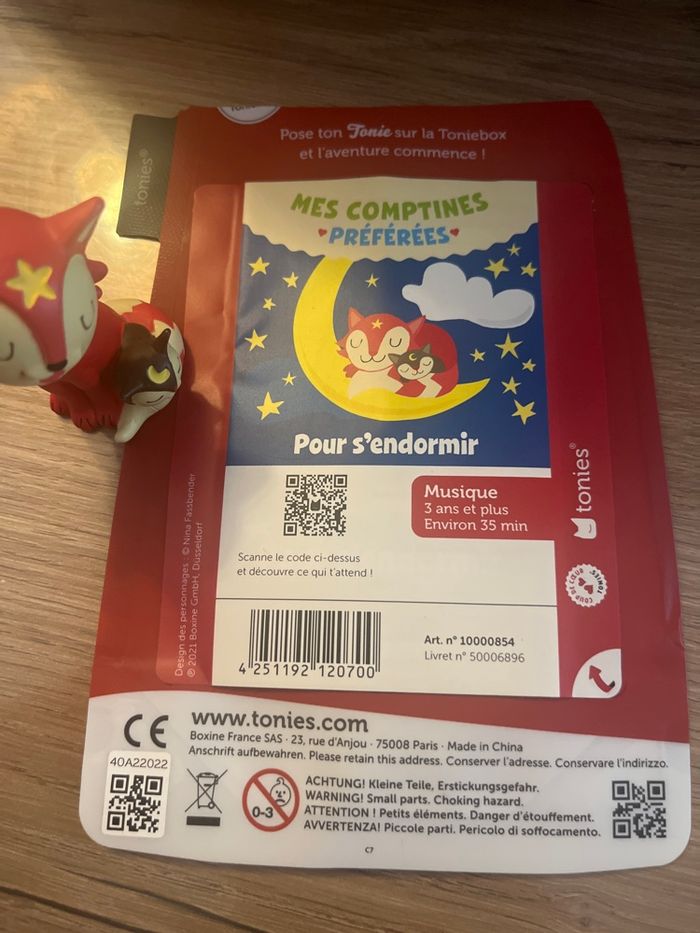 Pose ton Tonie sur la Toniebox
et l'aventure commence !
tonies®
MES COMPTINES
PRÉFÉRÉES
Pour s'endormir
Musique
3 ans et plus
Environ 35 min
tonies®
Scanne le code ci-dessus
et découvre ce qui t'attend !
COUP DE CŒUR TONIES
Design des personnages : © Nina Fassbender
© 2021 Boxine GmbH, Düsseldorf
4 251192 120700
Art. n° 10000854
Livret n° 50006896
CE
www.tonies.com
Boxine France SAS · 23, rue d'Anjou · 75008 Paris · Made in China
Anschrift aufbewahren. Please retain this address. Conserver l'adresse. Conservare l'indirizzo.
40A22022
0-3
ACHTUNG! Kleine Teile, Erstickungsgefahr.
WARNING! Small parts. Choking hazard.
ATTENTION ! Petits éléments. Danger d'étouffement.
AVVERTENZA! Piccole parti. Pericolo di soffocamento.
C7